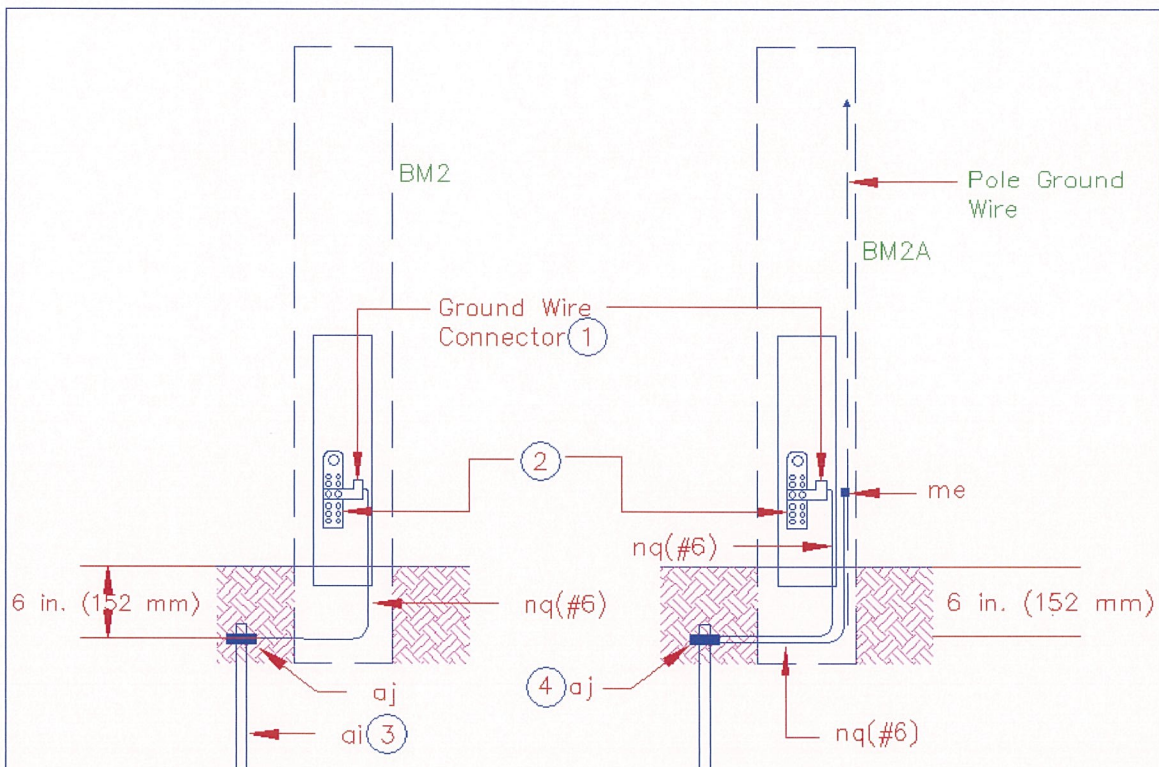 BM2
Pole Ground
Wire
BM2A
Ground Wire
Connector 1
2
me
nq(#6)
6 in. (152 mm)
nq(#6)
6 in. (152 mm)
aj
4 aj
ai 3
nq(#6)